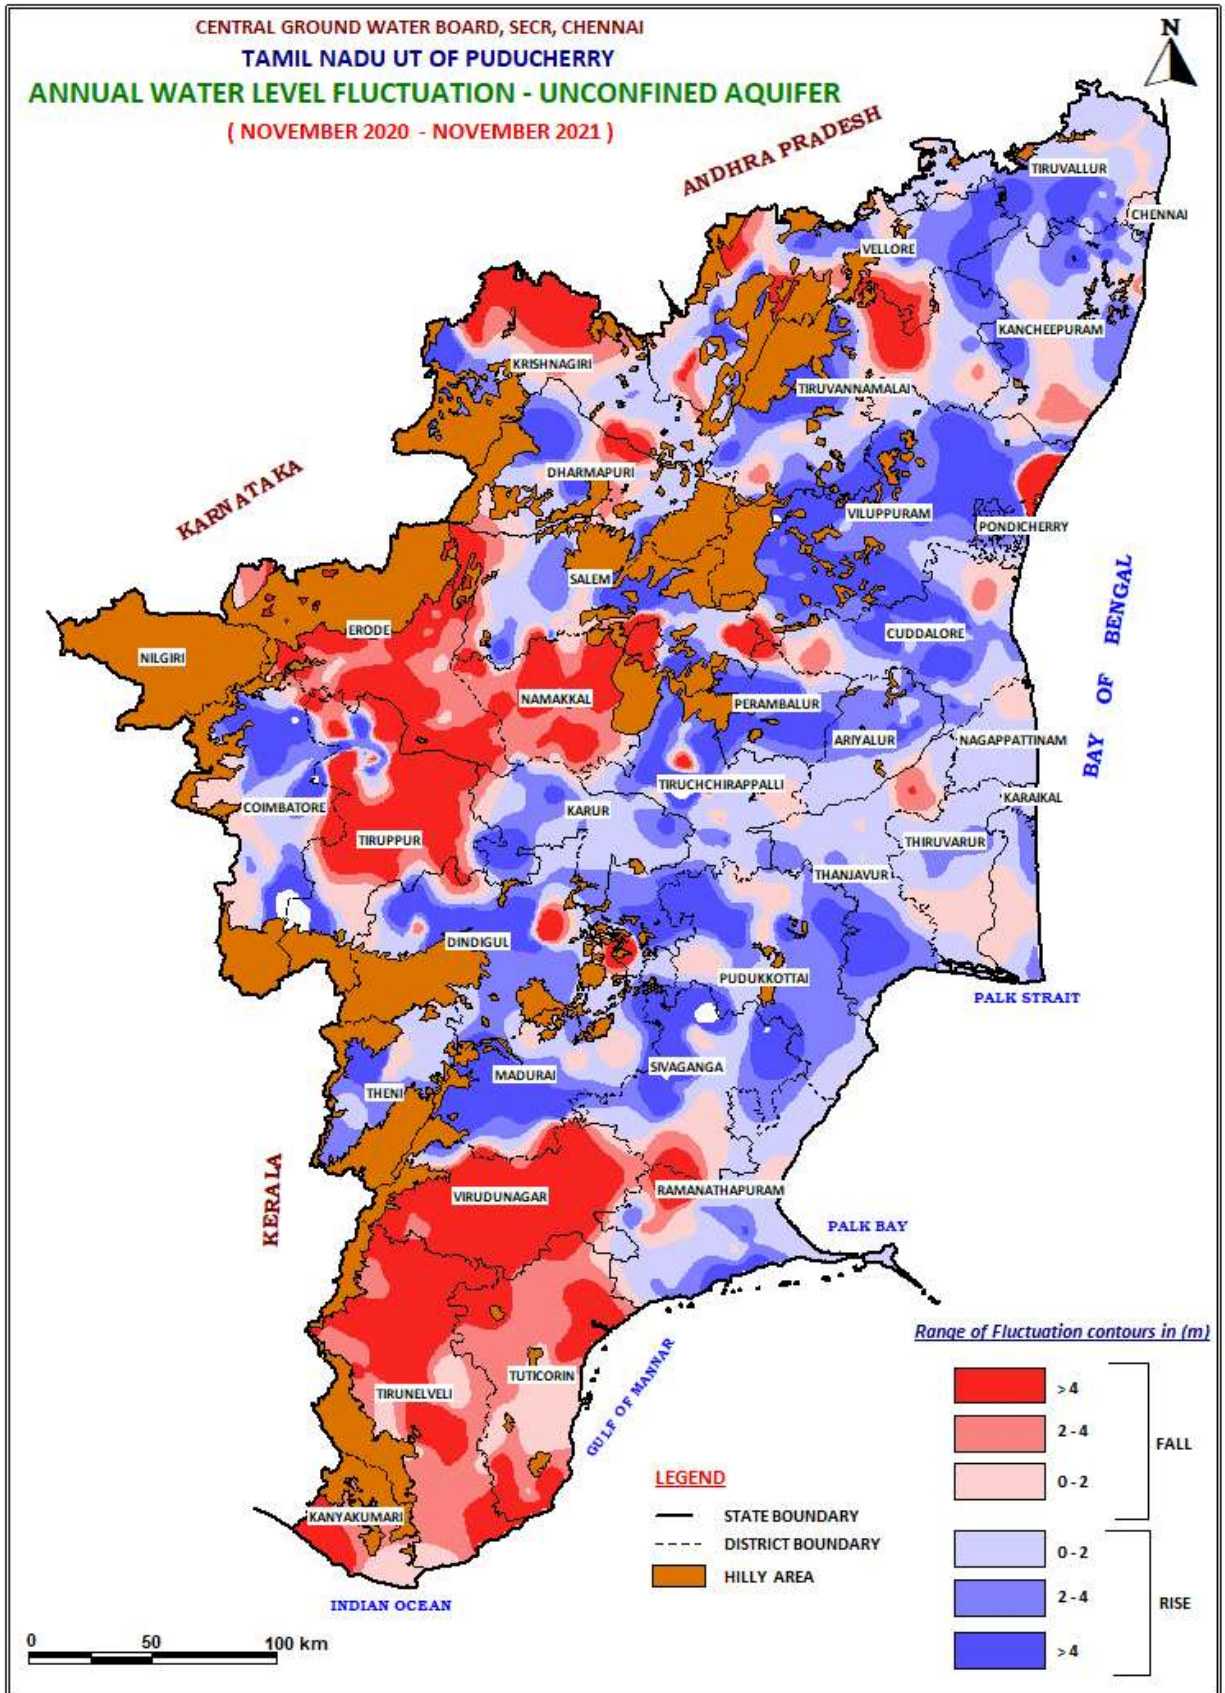 CENTRAL GROUND WATER BOARD, SECR, CHENNAI
TAMIL NADU UT OF PUDUCHERRY
ANNUAL WATER LEVEL FLUCTUATION - UNCONFINED AQUIFER
( NOVEMBER 2020 - NOVEMBER 2021 )
N
ANDHRA PRADESH
TIRUVALLUR
CHENNAI
VELLORE
KANCHEEPURAM
KRISHNAGIRI
TIRUVANNAMALAI
DHARMAPURI
KARNATAKA
VILUPPURAM
PONDICHERRY
SALEM
BAY OF BENGAL
ERODE
CUDDALORE
NILGIRI
NAMAKKAL
PERAMBALUR
ARIYALUR
NAGAPPATTINAM
TIRUCHCHIRAPPALLI
KARAIKAL
COIMBATORE
KARUR
TIRUPPUR
THIRUVARUR
THANJAVUR
DINDIGUL
PUDUKKOTTAI
PALK STRAIT
SIVAGANGA
MADURAI
THENI
KERALA
VIRUDUNAGAR
RAMANATHAPURAM
PALK BAY
GULF OF MANNAR
TUTICORIN
TIRUNELVELI
KANYAKUMARI
INDIAN OCEAN
0 50 100 km
LEGEND
STATE BOUNDARY
DISTRICT BOUNDARY
HILLY AREA
Range of Fluctuation contours in (m)
>4
2-4
0-2
FALL
0-2
2-4
>4
RISE